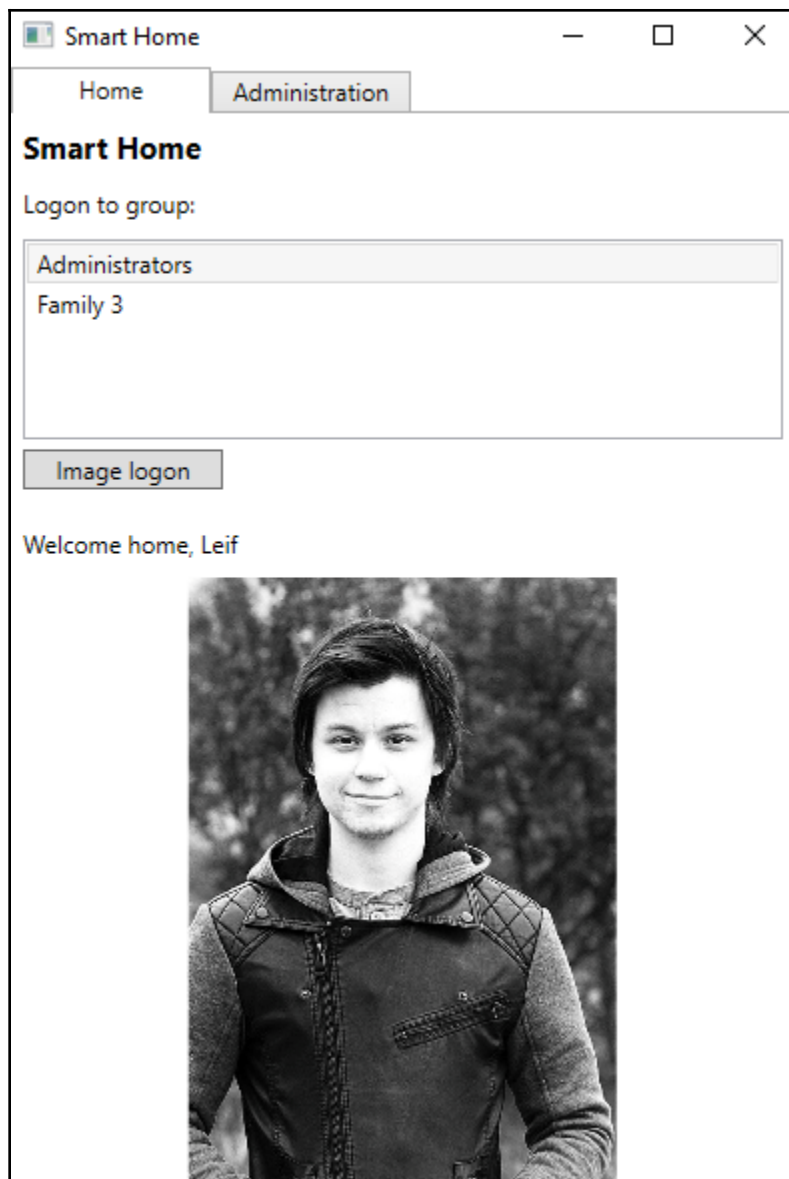 Smart Home
Home Administration
Smart Home
Logon to group:
Administrators
Family 3
Image logon
Welcome home, Leif